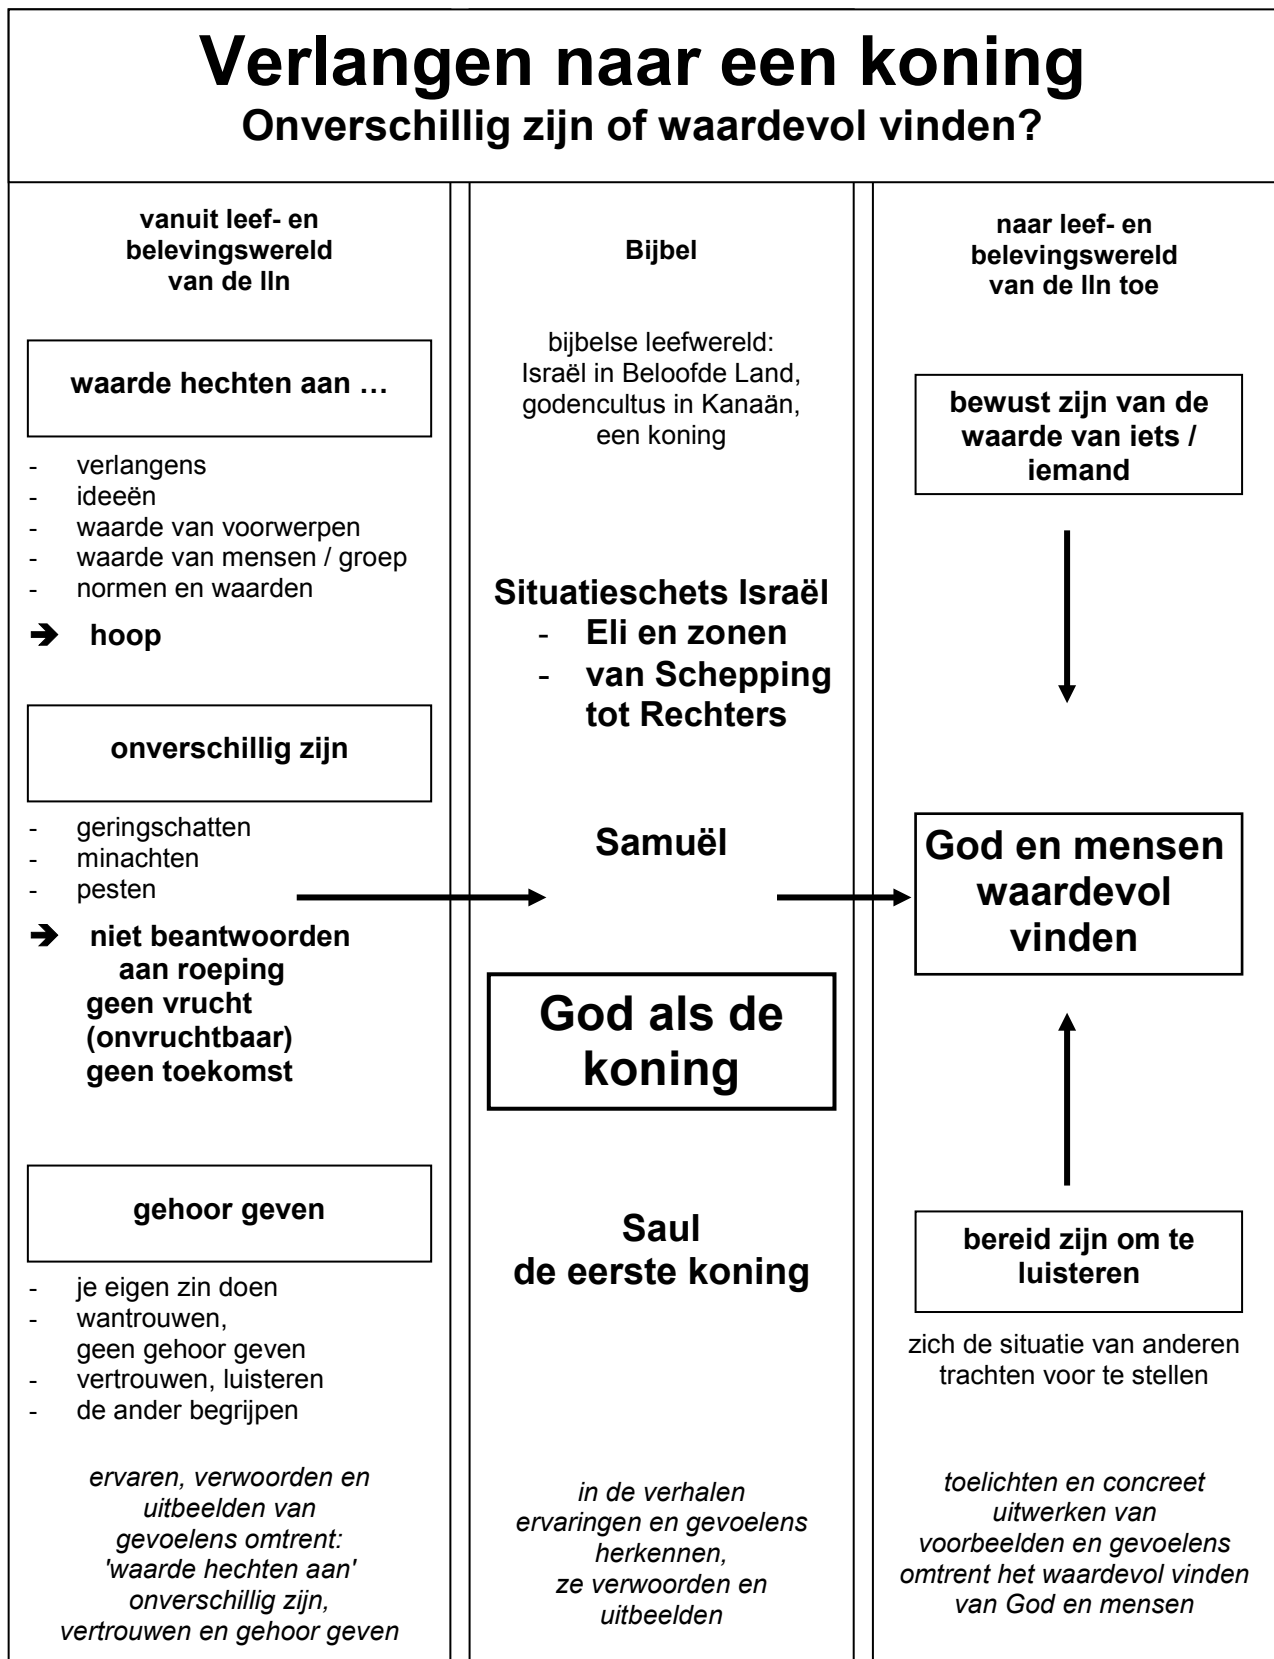 Verlangen naar een koning
Onverschillig zijn of waardevol vinden?
vanuit leef- en
belevingswereld
van de lln
waarde hechten aan …
- verlangens
- ideeën
- waarde van voorwerpen
- waarde van mensen / groep
- normen en waarden
➔ hoop
onverschillig zijn
- geringschatten
- minachten
- pesten
➔ niet beantwoorden
aan roeping
geen vrucht
(onvruchtbaar)
geen toekomst
gehoor geven
- je eigen zin doen
- wantrouwen,
geen gehoor geven
- vertrouwen, luisteren
- de ander begrijpen
ervaren, verwoorden en
uitbeelden van
gevoelens omtrent:
'waarde hechten aan'
onverschillig zijn,
vertrouwen en gehoor geven
Bijbel
bijbelse leefwereld:
Israël in Beloofde Land,
godencultus in Kanaän,
een koning
Situatieschets Israël
- Eli en zonen
- van Schepping
tot Rechters
Samuël
God als de
koning
Saul
de eerste koning
in de verhalen
ervaringen en gevoelens
herkennen,
ze verwoorden en
uitbeelden
naar leef- en
belevingswereld
van de lln toe
bewust zijn van de
waarde van iets /
iemand
God en mensen
waardevol
vinden
bereid zijn om te
luisteren
zich de situatie van anderen
trachten voor te stellen
toelichten en concreet
uitwerken van
voorbeelden en gevoelens
omtrent het waardevol vinden
van God en mensen